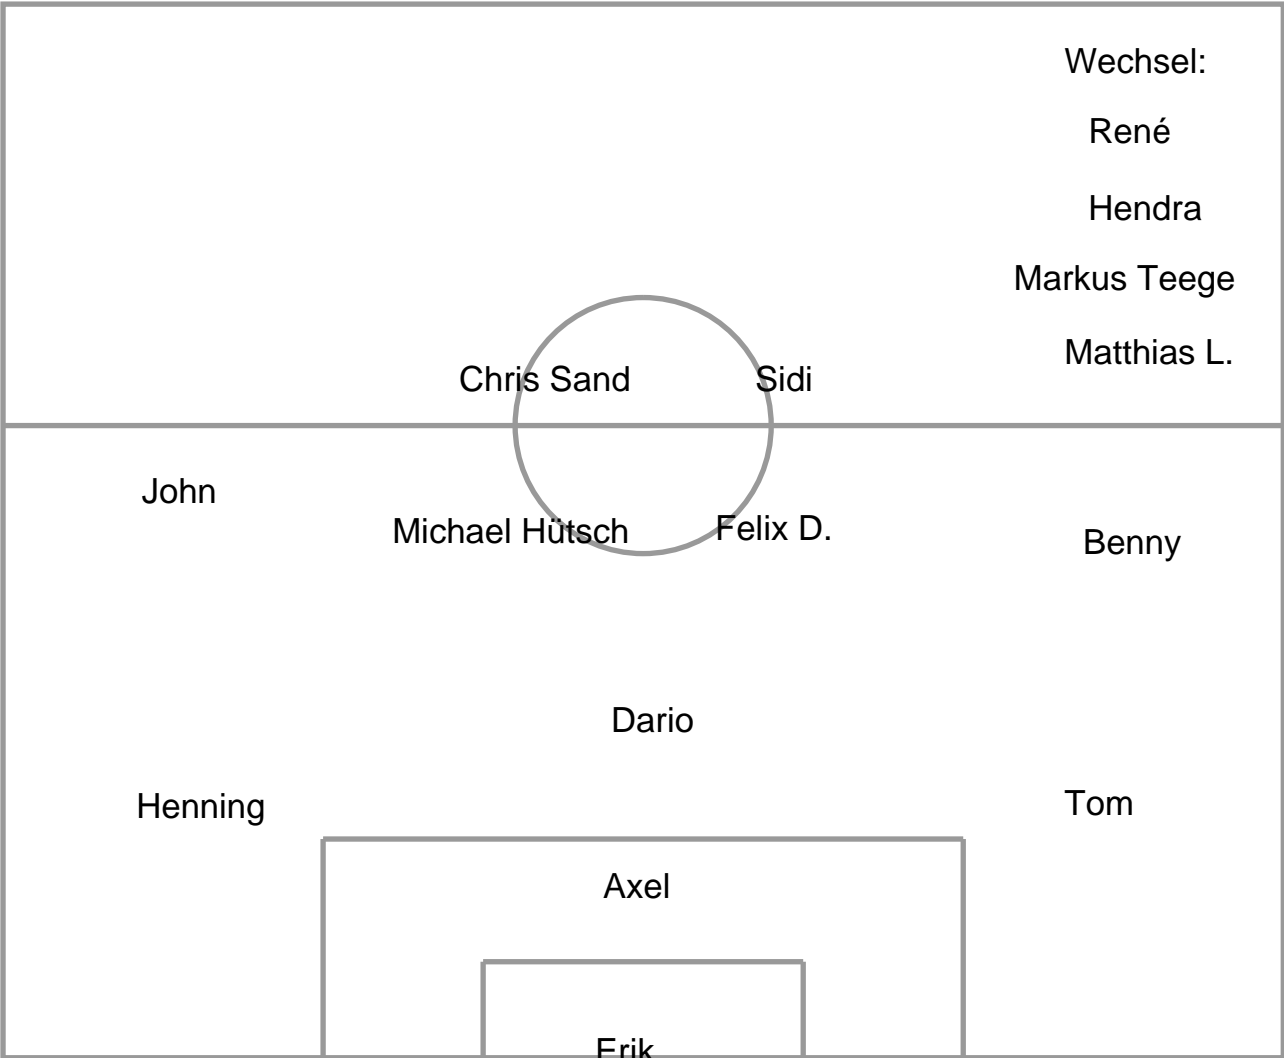 Wechsel:
René
Hendra
Markus Teege
Matthias L.
Chris Sand
Sidi
John
Michael Hütsch
Felix D.
Benny
Dario
Henning
Tom
Axel
Erik